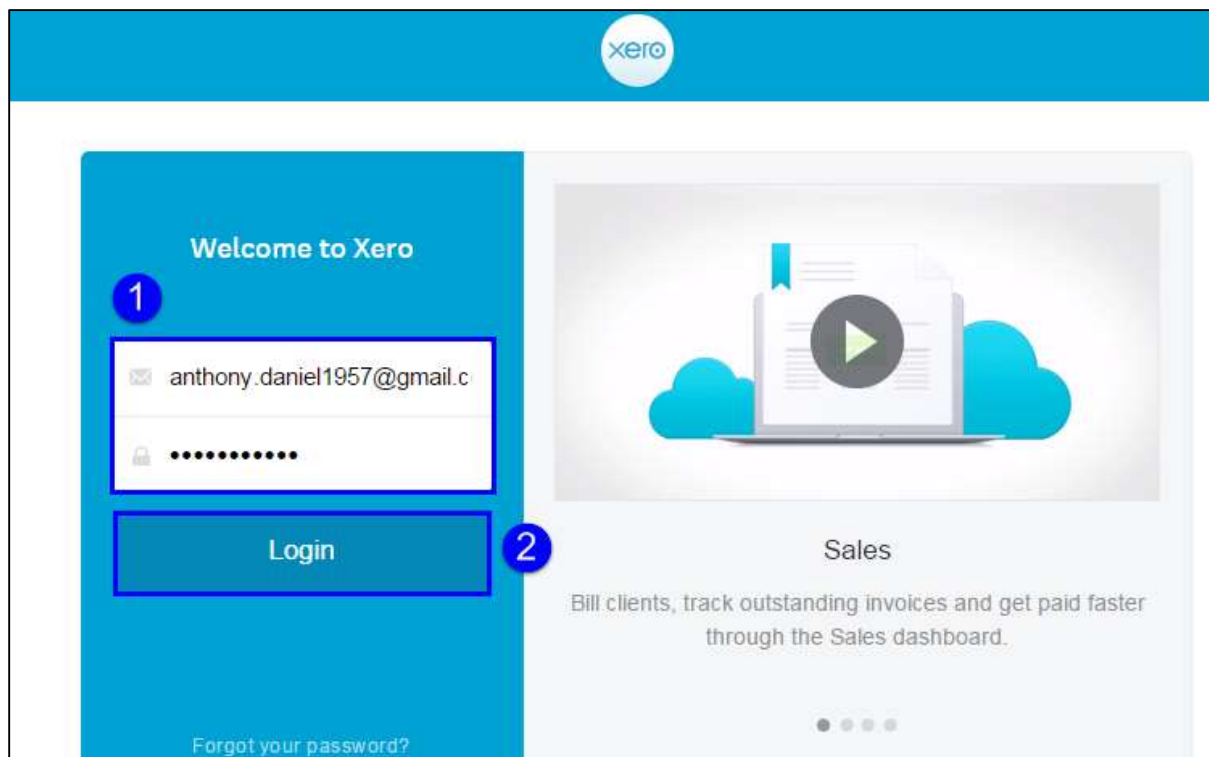 xero
Welcome to Xero
1
anthony.daniel1957@gmail.c
•••••••••••
Login
2
Forgot your password?
Sales
Bill clients, track outstanding invoices and get paid faster
through the Sales dashboard.